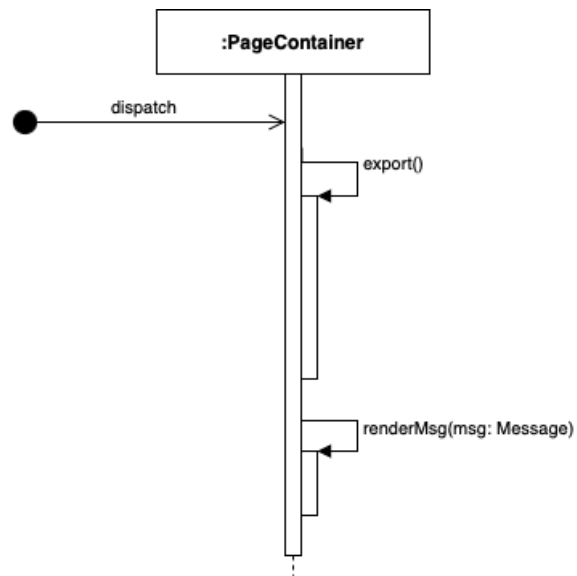 :PageContainer
dispatch
export()
renderMsg(msg: Message)